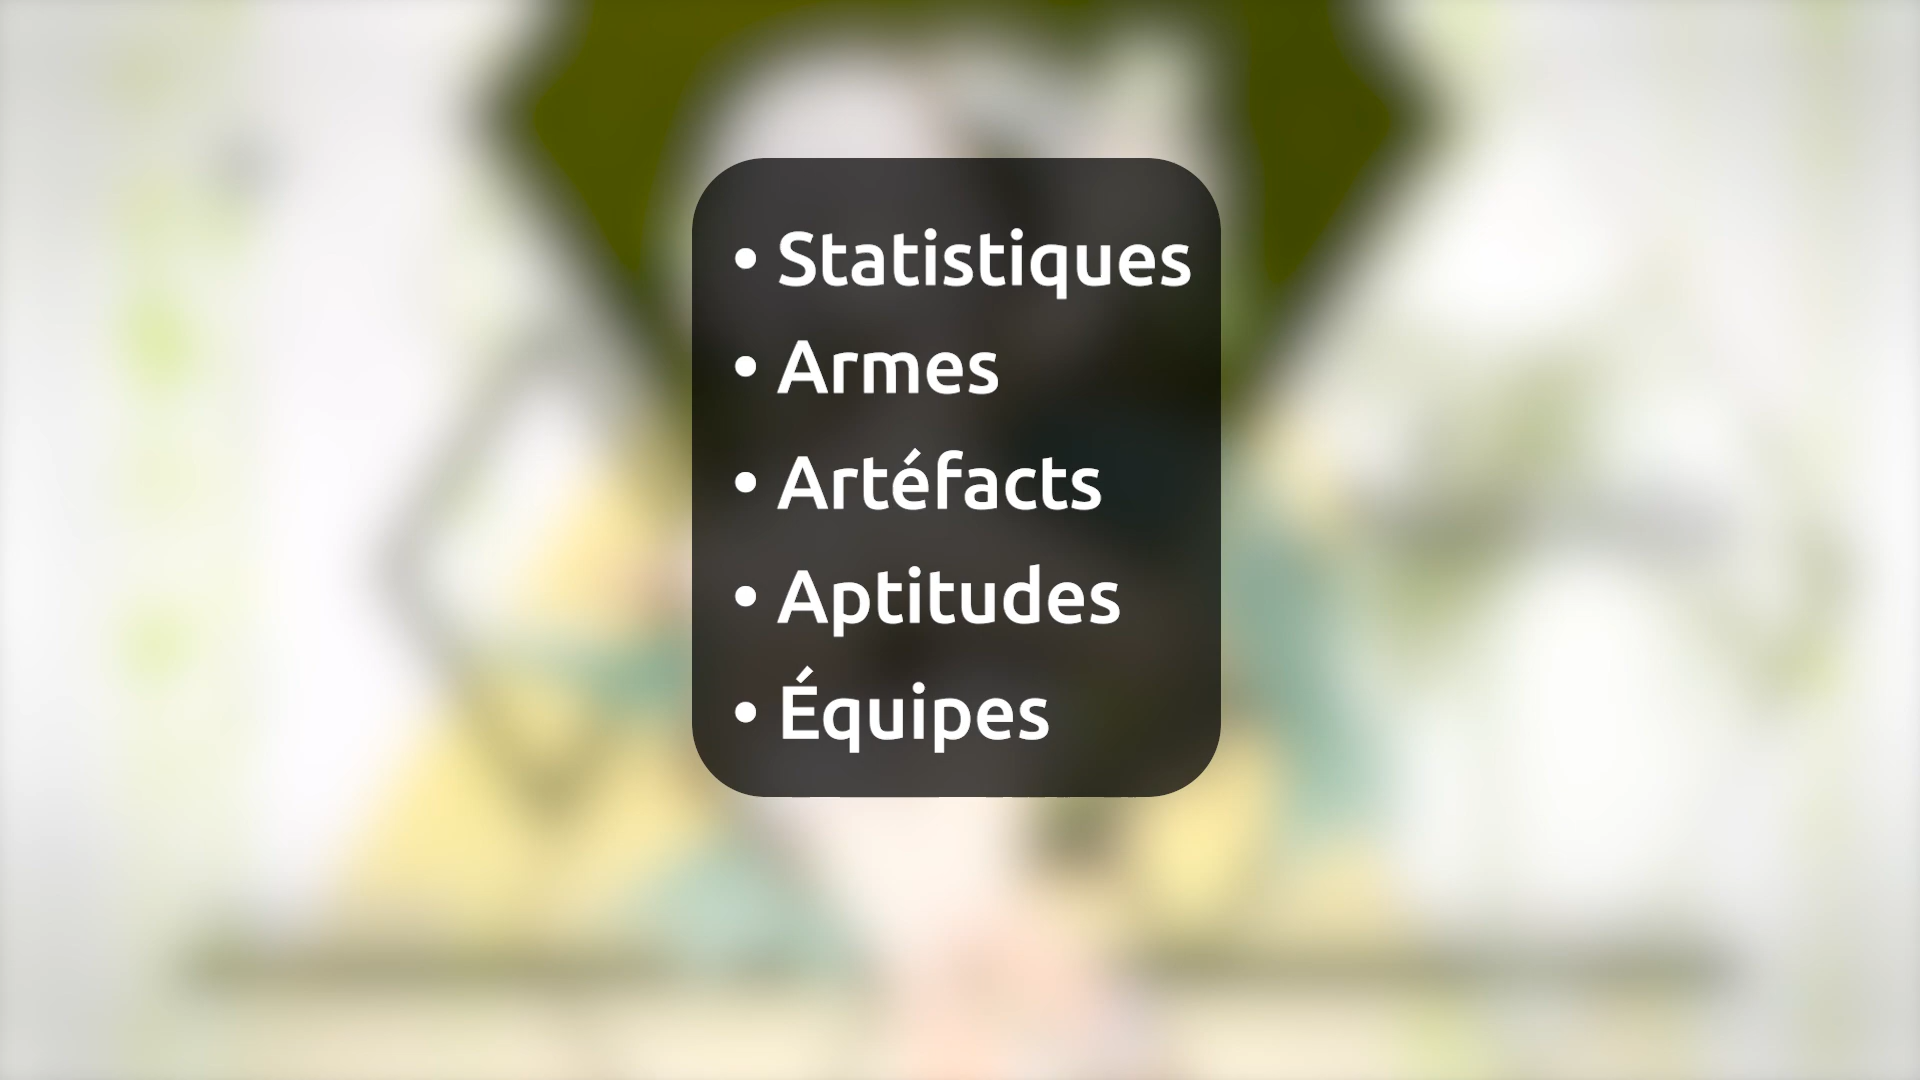 • Statistiques
• Armes
• Artéfacts
• Aptitudes
• Équipes